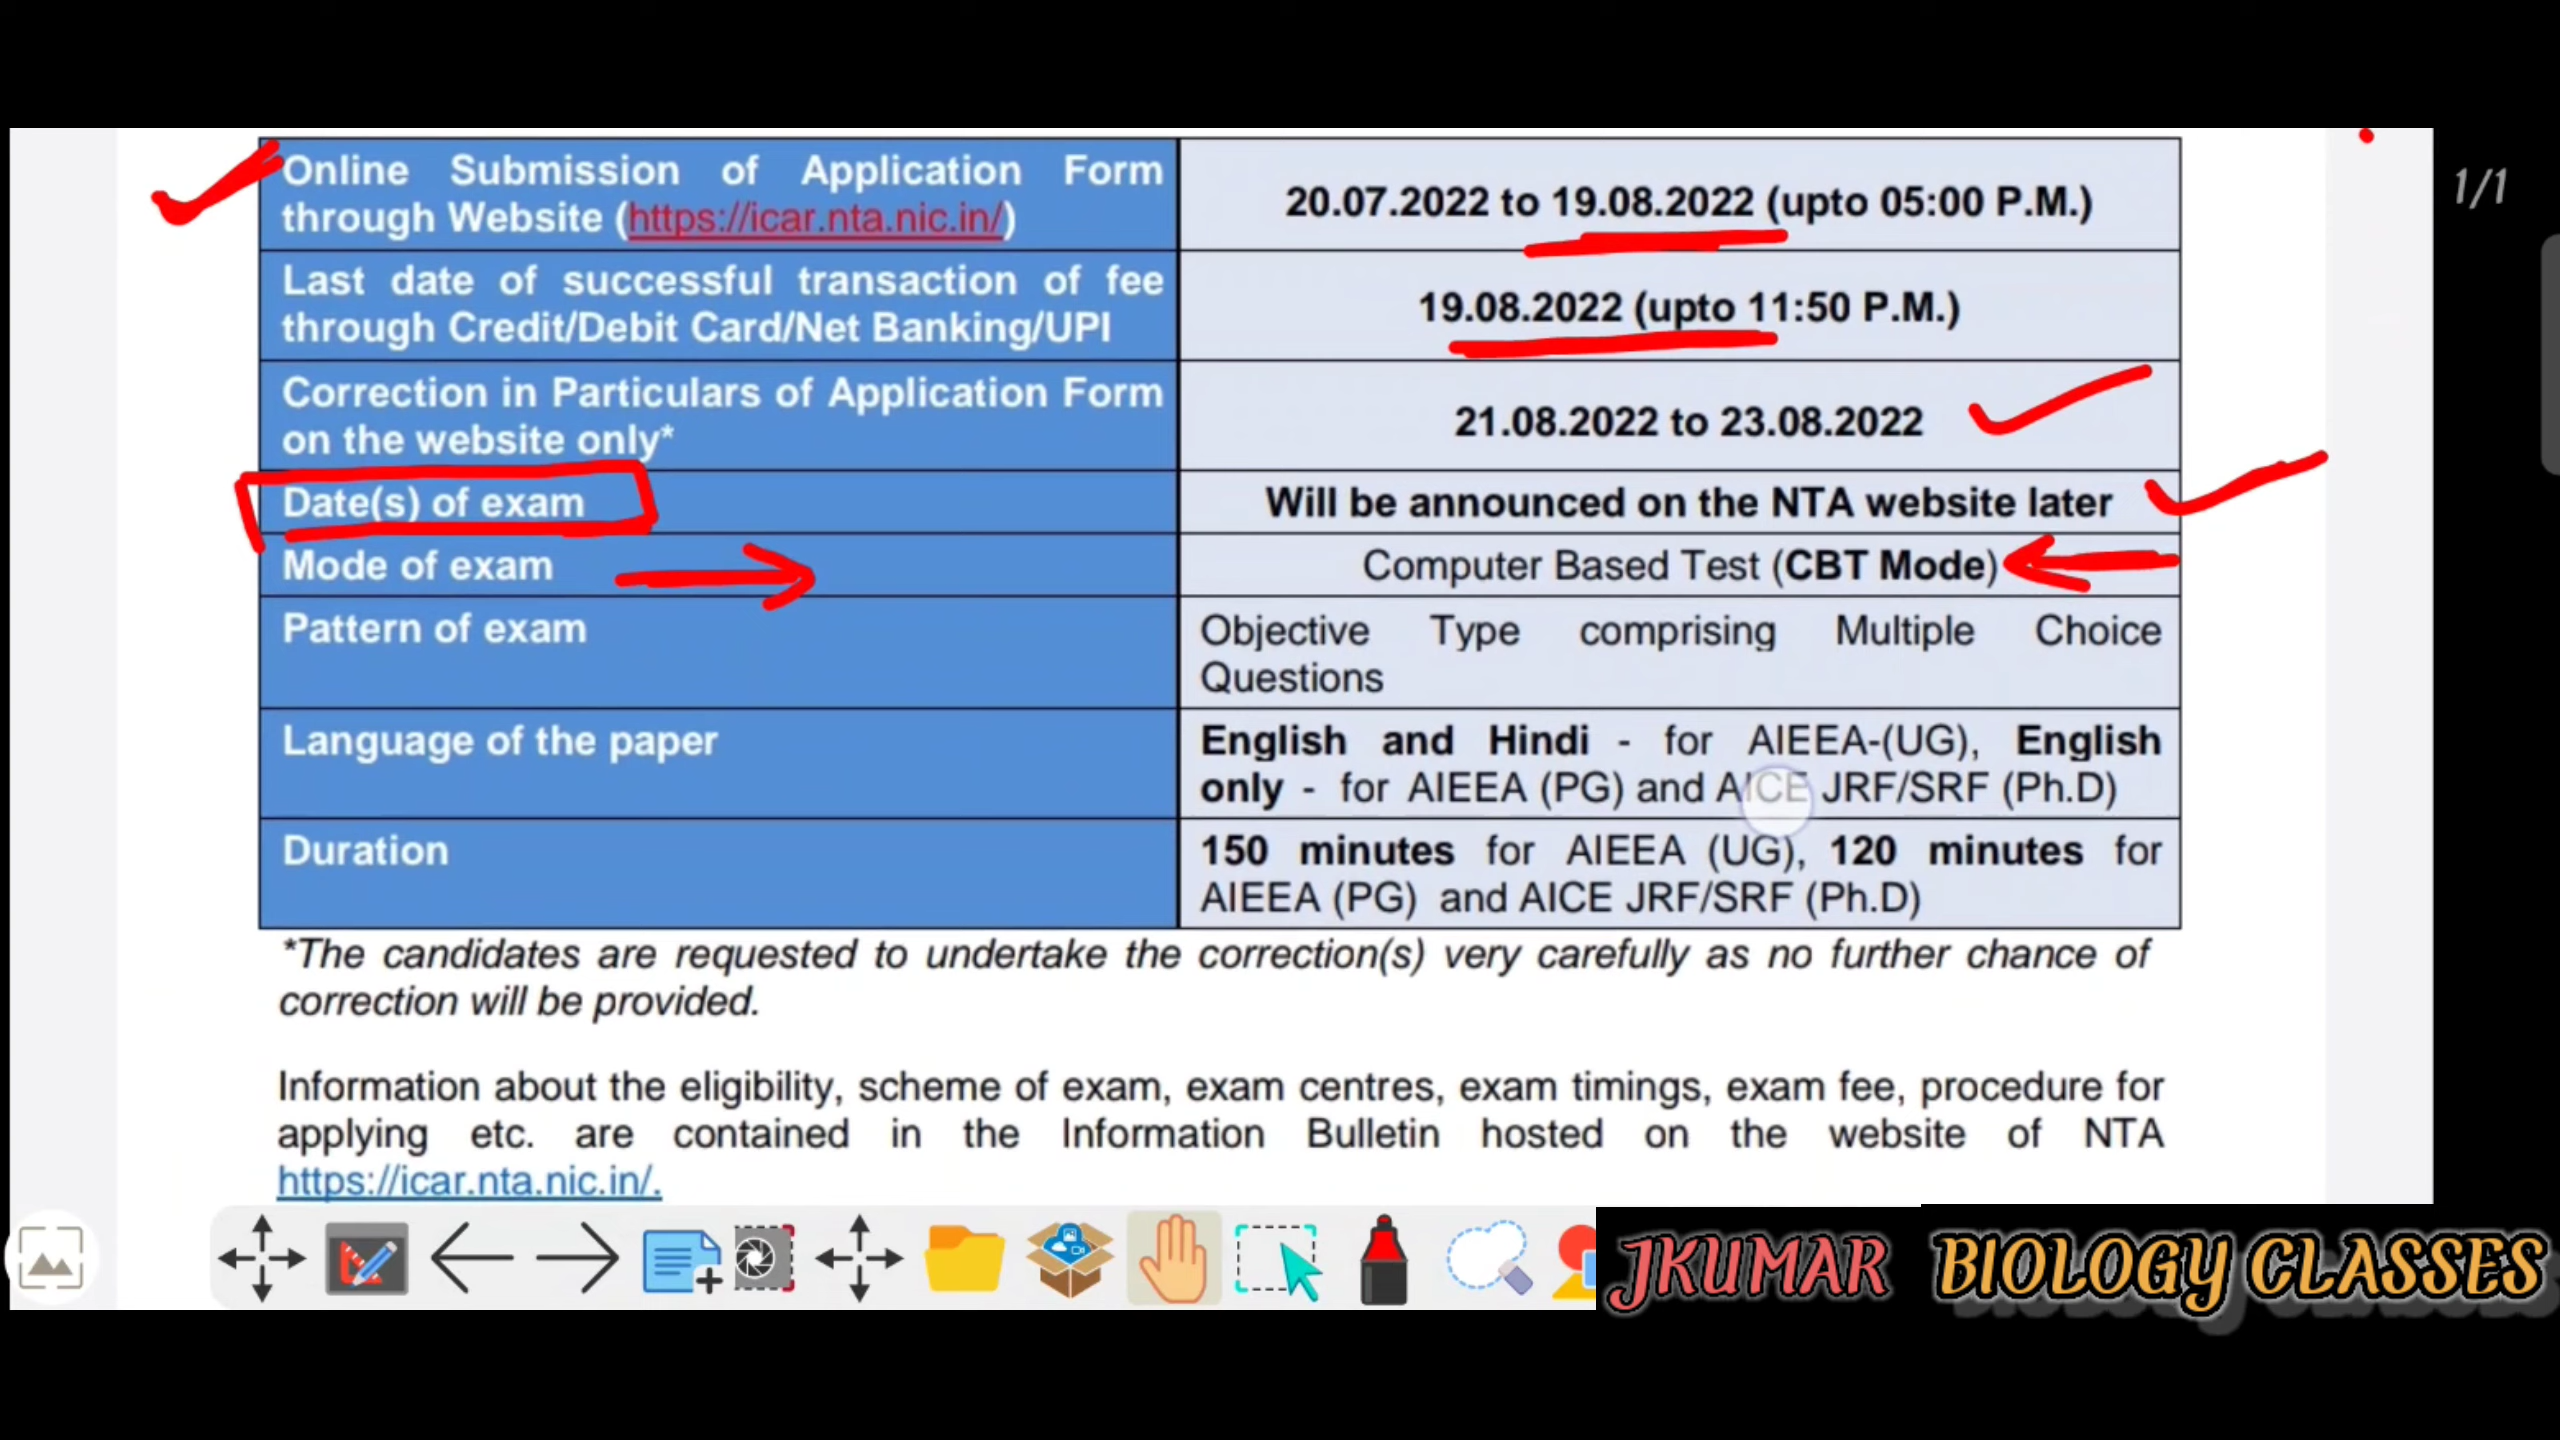 Online Submission of Application Form
through Website (https://icar.nta.nic.in/)
20.07.2022 to 19.08.2022 (upto 05:00 P.M.)
1/1
Last date of successful transaction of fee
through Credit/Debit Card/Net Banking/UPI
19.08.2022 (upto 11:50 P.M.)
Correction in Particulars of Application Form
on the website only*
21.08.2022 to 23.08.2022
Date(s) of exam
Will be announced on the NTA website later
Mode of exam
Computer Based Test (CBT Mode)
Pattern of exam
Objective Type comprising Multiple Choice
Questions
Language of the paper
English and Hindi - for AIEEA-(UG), English
only - for AIEEA (PG) and AICE JRF/SRF (Ph.D)
Duration
150 minutes for AIEEA (UG), 120 minutes for
AIEEA (PG) and AICE JRF/SRF (Ph.D)
*The candidates are requested to undertake the correction(s) very carefully as no further chance of
correction will be provided.
Information about the eligibility, scheme of exam, exam centres, exam timings, exam fee, procedure for
applying etc. are contained in the Information Bulletin hosted on the website of NTA
https://icar.nta.nic.in/.
JKUMAR BIOLOGY CLASSES